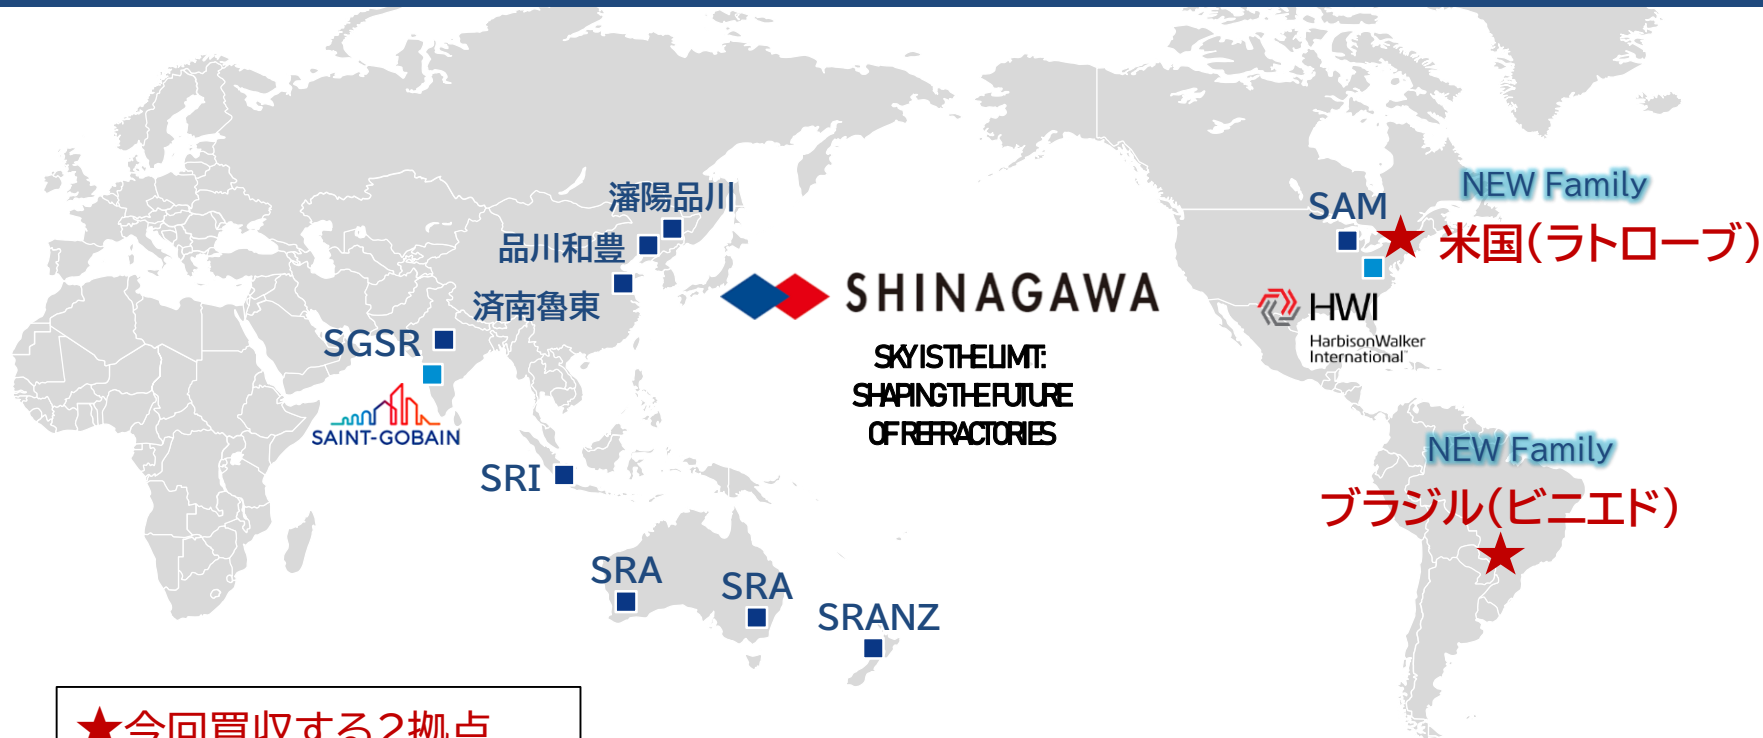 瀋陽品川
品川和豊
済南魯東
SGSR
SAINT-GOBAIN
SRI
SRA
SRA
SRANZ
SHINAGAWA
SKY IS THE LIMIT:
SHAPING THE FUTURE
OF REFRACTORIES
SAM
NEW Family
米国(ラトローブ)
HWI
HarbisonWalker
International
NEW Family
ブラジル(ビニエド)
★今回買収する2拠点